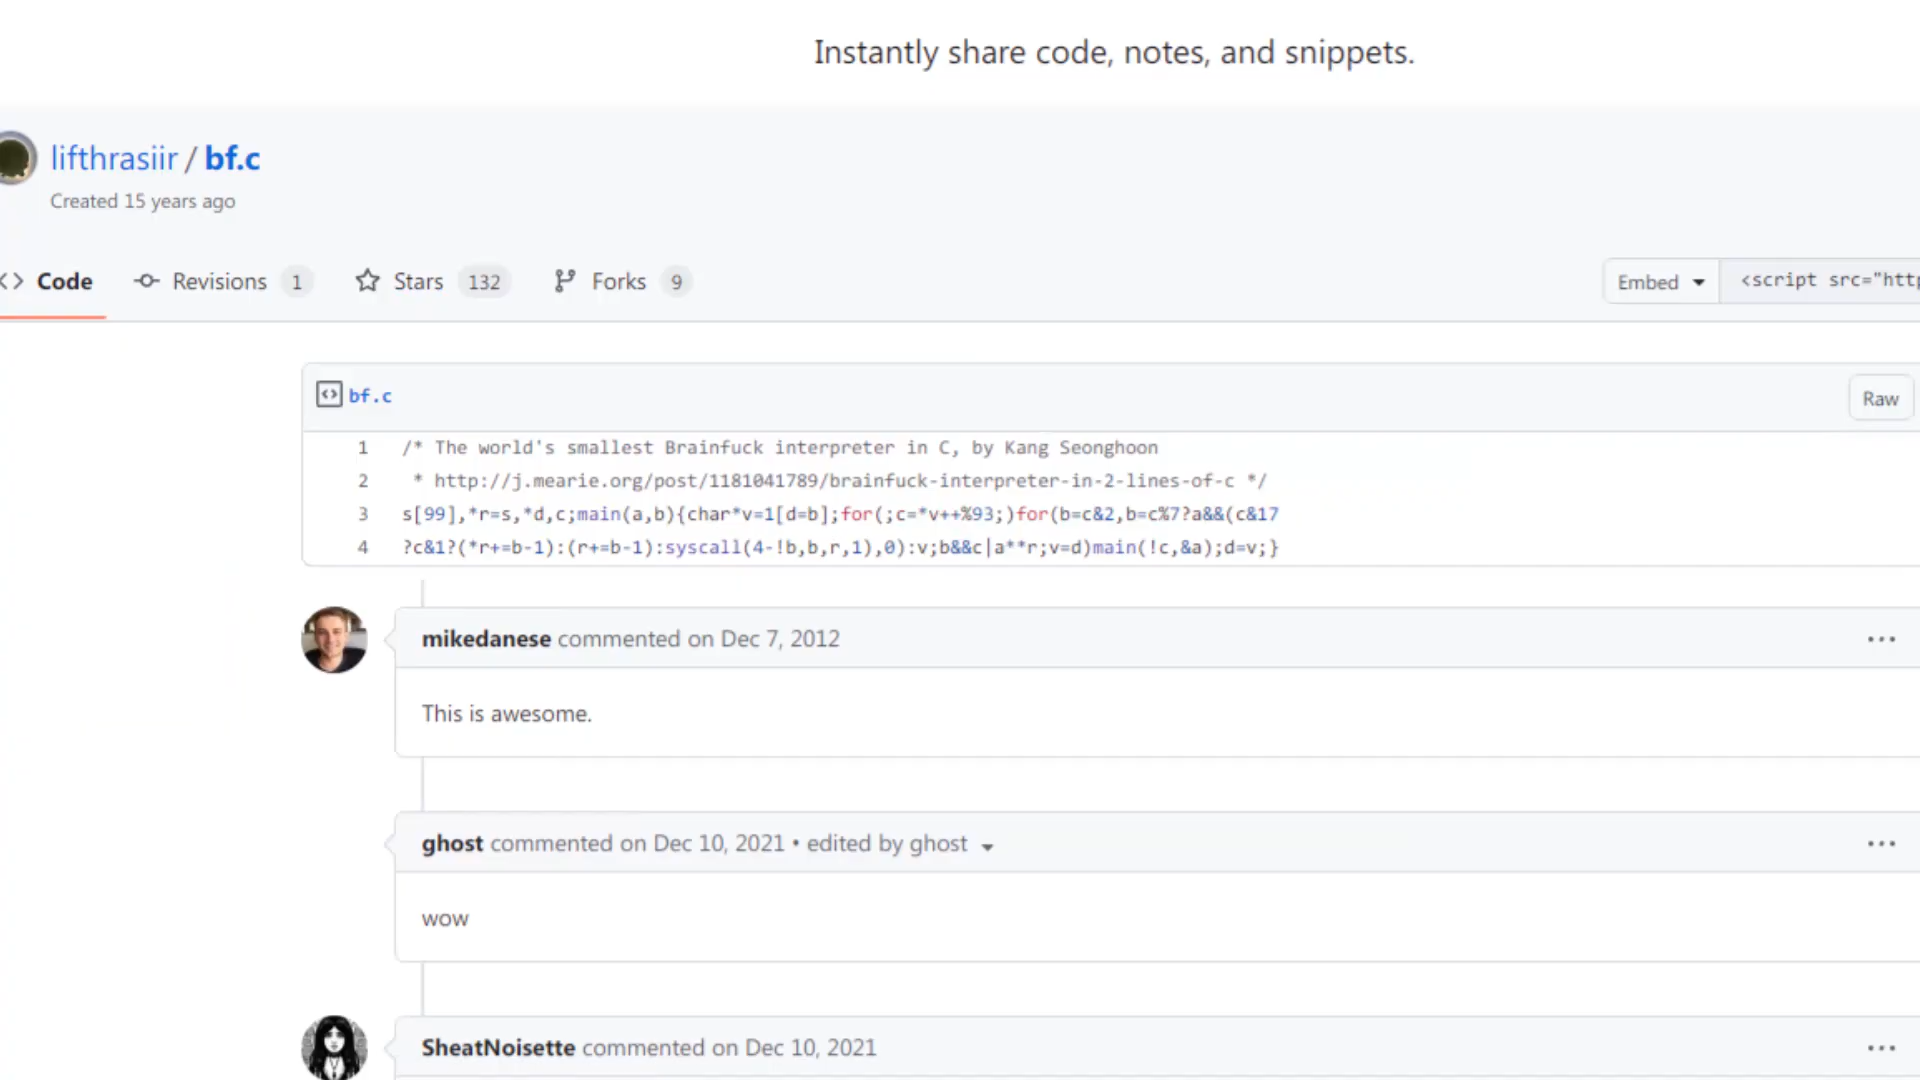 Instantly share code, notes, and snippets.
lifthrasiir / bf.c
Created 15 years ago
<> Code Revisions 1 Stars 132 Forks 9 Embed <script src="http
bf.c Raw
1 /* The world's smallest Brainfuck interpreter in C, by Kang Seonghoon
2 * http://j.mearie.org/post/1181041789/brainfuck-interpreter-in-2-lines-of-c */
3 s[99],*r=s,*d,c;main(a,b){char*v=1[d=b];for(;c=*v++%93;)for(b=c&2,b=c%7?a&&(c&17
4 ?c&1?(*r+=b-1):(r+=b-1):syscall(4-!b,b,r,1),0):v;b&&c|a**r;v=d)main(!c,&a);d=v;}
mikedanese commented on Dec 7, 2012 ...
This is awesome.
ghost commented on Dec 10, 2021 • edited by ghost ...
wow
SheatNoisette commented on Dec 10, 2021 ...